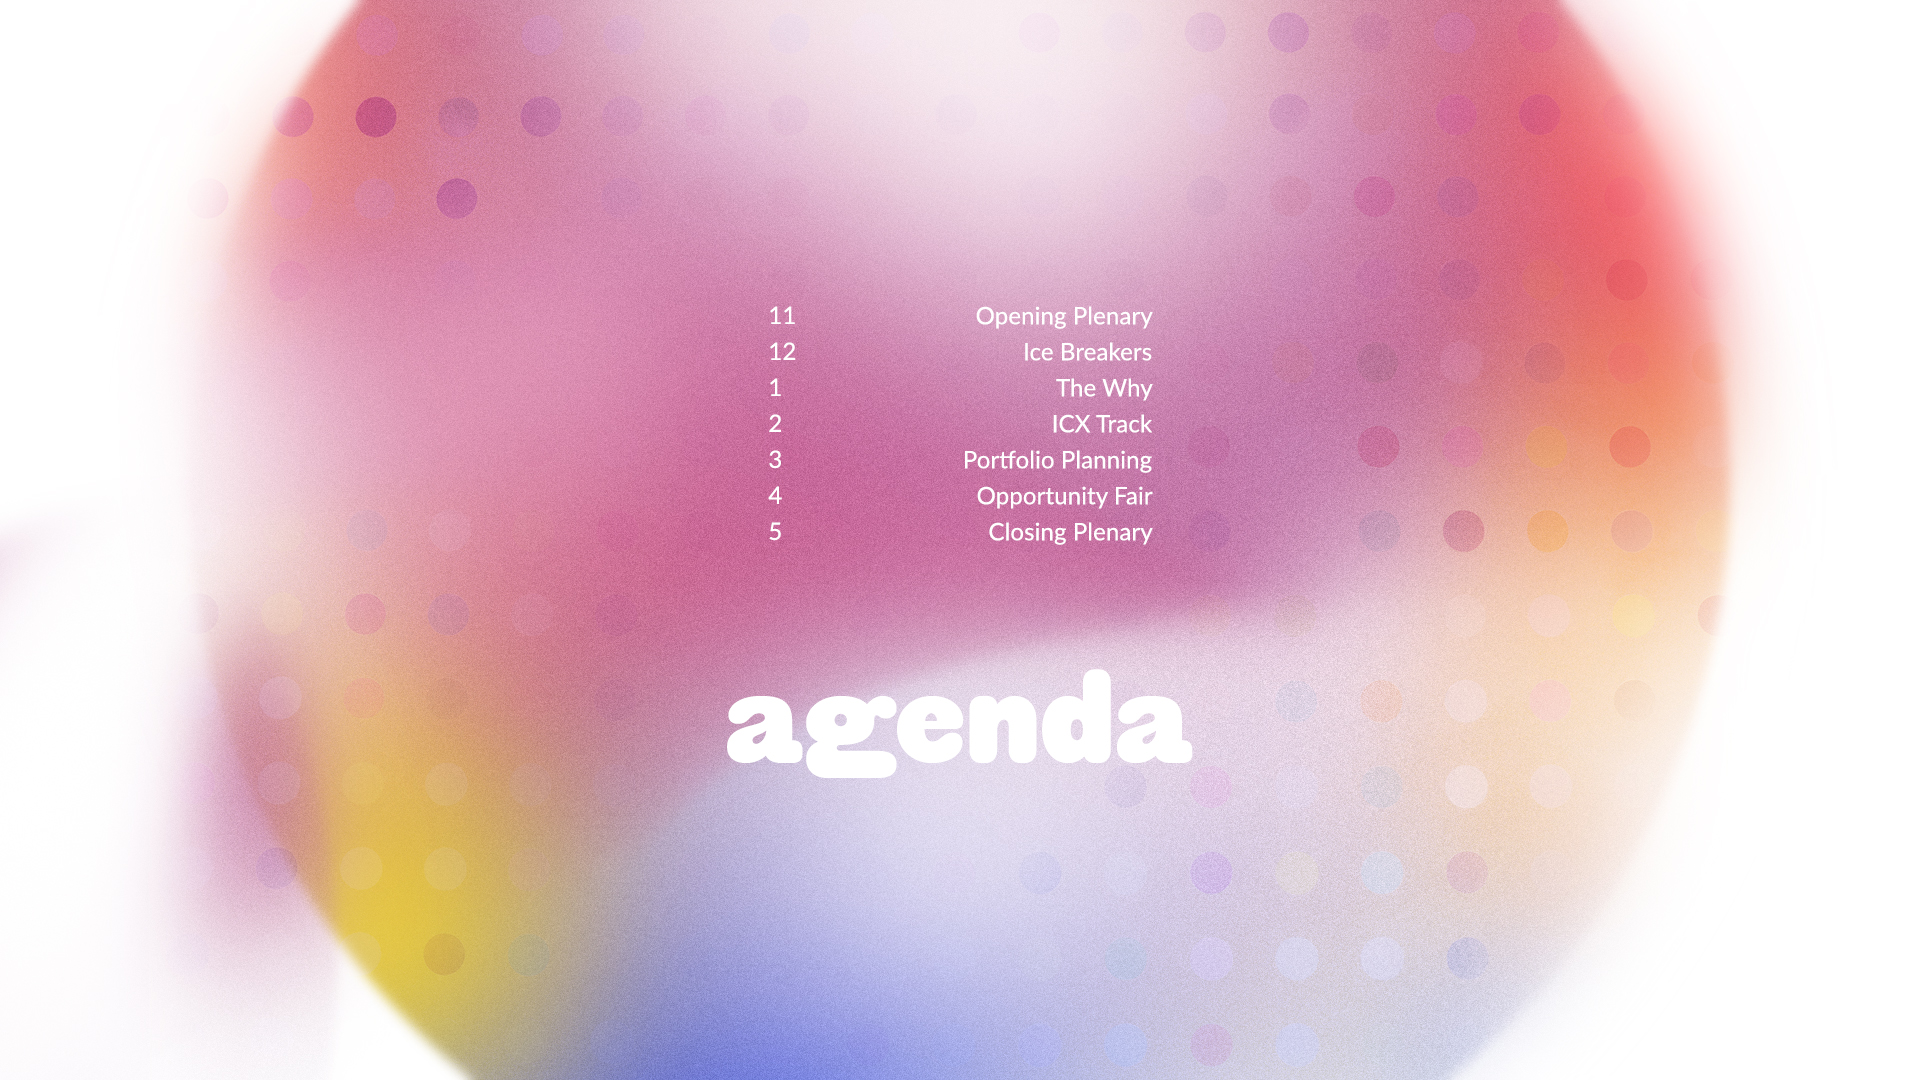 11 Opening Plenary
12 Ice Breakers
1 The Why
2 ICX Track
3 Portfolio Planning
4 Opportunity Fair
5 Closing Plenary
agenda